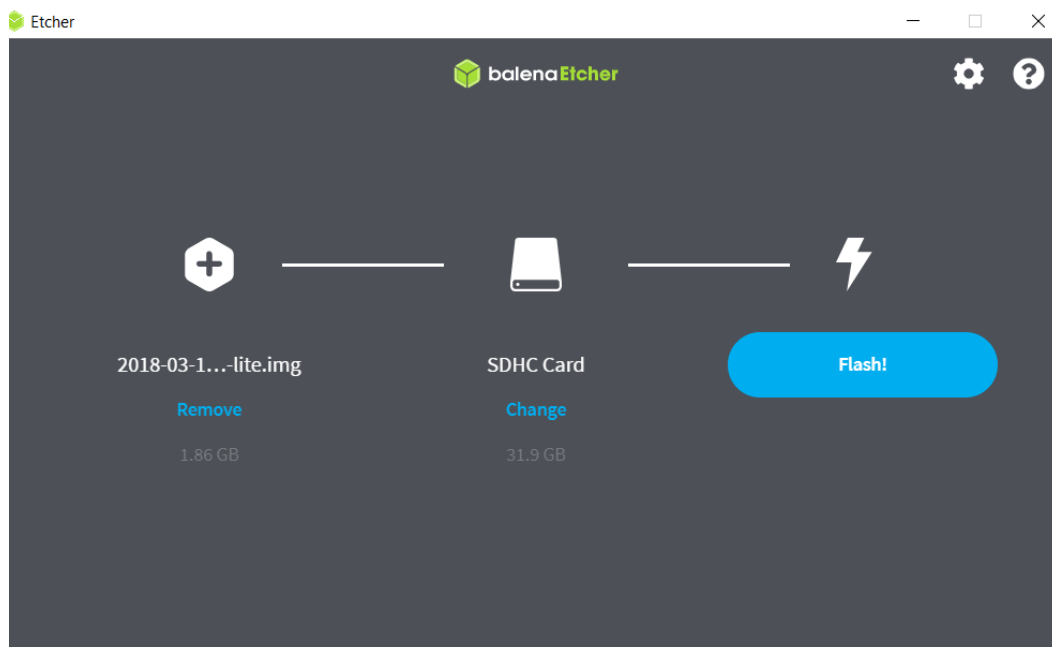 Etcher
balenaEtcher
2018-03-1...-lite.img
SDHC Card
Flash!
Remove
Change
1.86 GB
31.9 GB